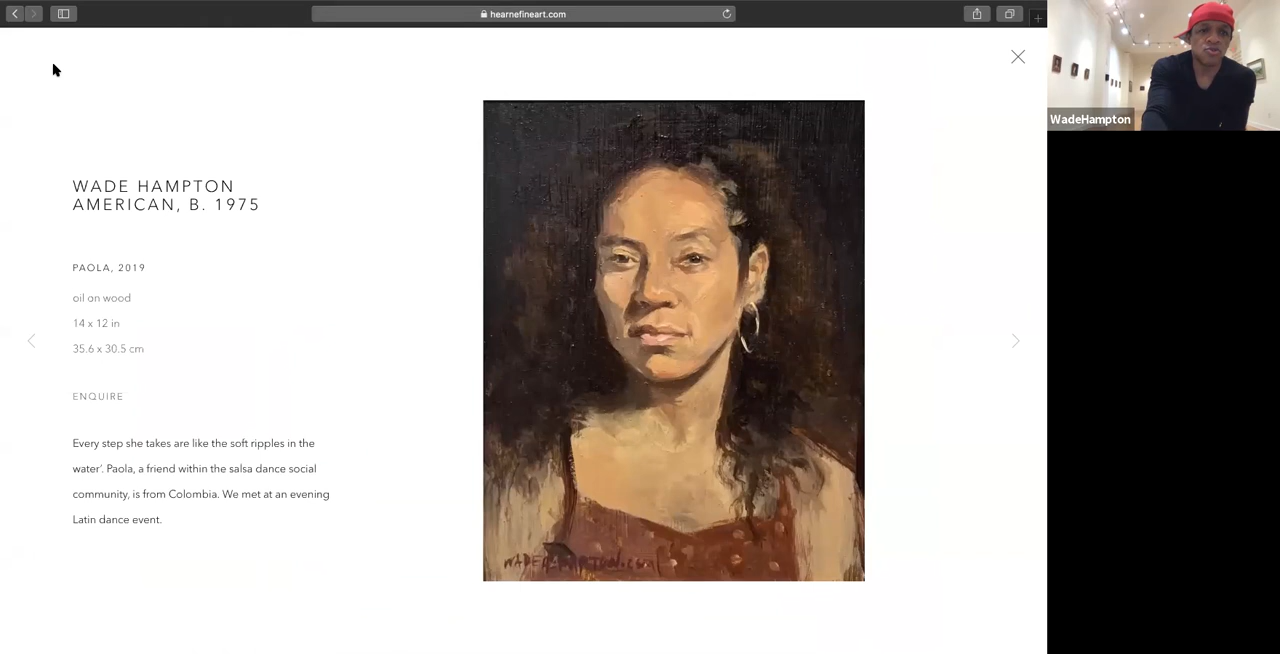 hearnefineart.com
WadeHampton
WADE HAMPTON
AMERICAN, B. 1975
PAOLA, 2019
oil on wood
14 x 12 in
35.6 x 30.5 cm
ENQUIRE
Every step she takes are like the soft ripples in the
water'. Paola, a friend within the salsa dance social
community, is from Colombia. We met at an evening
Latin dance event.